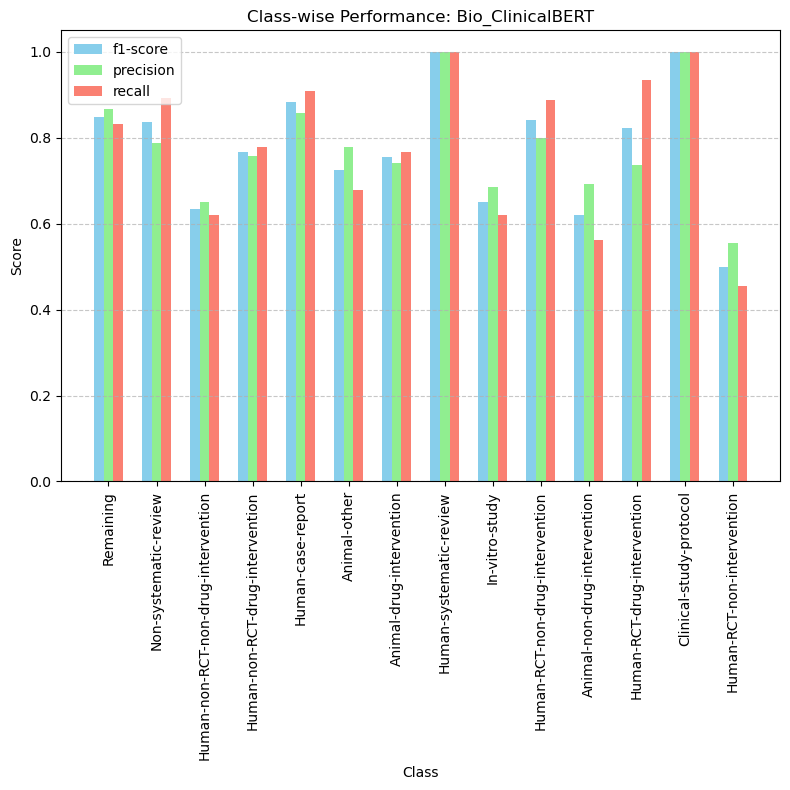 Class-wise Performance: Bio_ClinicalBERT
f1-score
precision
recall
1.0
0.8
0.6
0.4
0.2
0.0
Score
Remaining
Non-systematic-review
Human-non-RCT-non-drug-intervention
Human-non-RCT-drug-intervention
Human-case-report
Animal-other
Animal-drug-intervention
Human-systematic-review
In-vitro-study
Human-RCT-non-drug-intervention
Animal-non-drug-intervention
Human-RCT-drug-intervention
Clinical-study-protocol
Human-RCT-non-intervention
Class